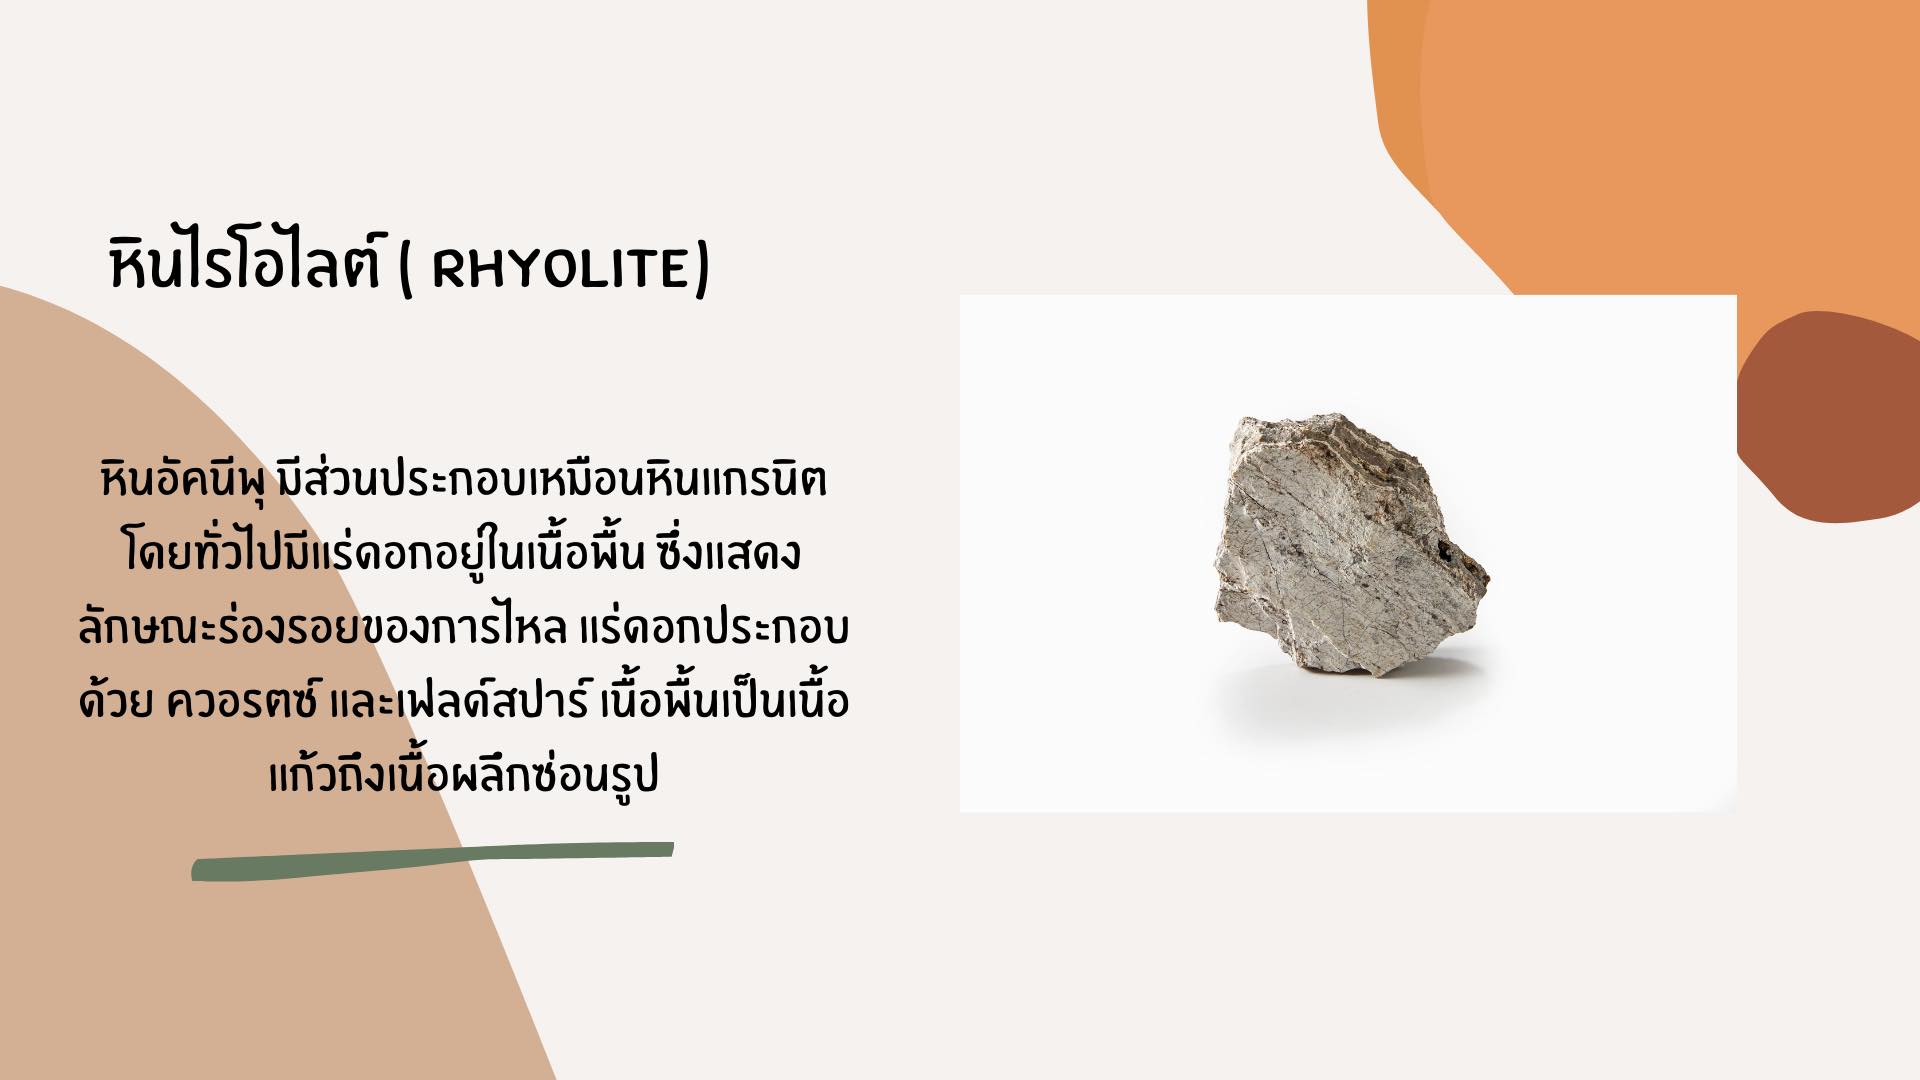 หินไรโอไลต์ ( RHYOLITE)
หินอัคนีพุ มีส่วนประกอบเหมือนหินแกรนิต
โดยทั่วไปมีแร่ดอกอยู่ในเนื้อพื้น ซึ่งแสดง
ลักษณะร่องรอยของการไหล แร่ดอกประกอบ
ด้วย ควอรตซ์ และเฟลด์สปาร์ เนื้อพื้นเป็นเนื้อ
แก้วถึงเนื้อผลึกซ่อนรูป